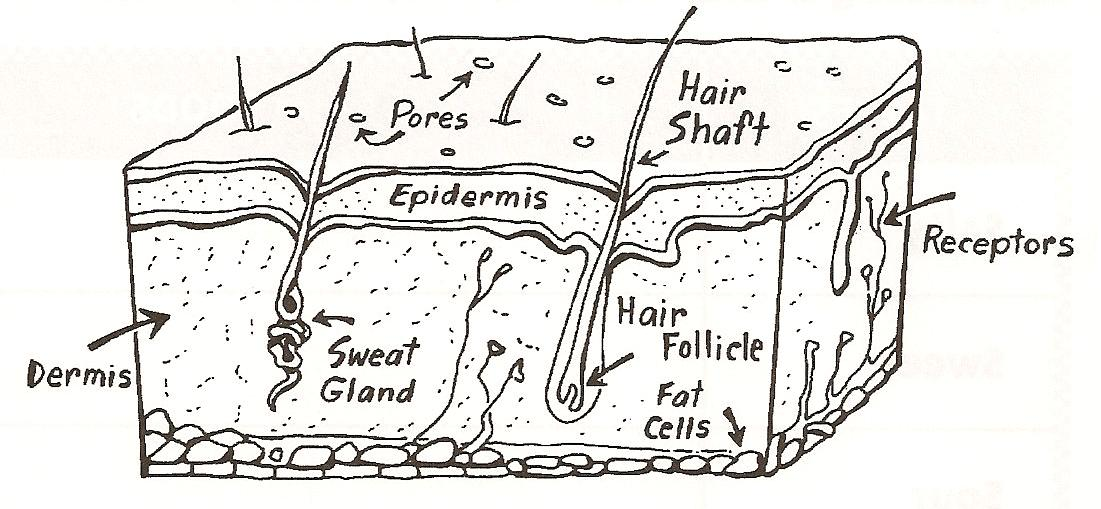 Hair
Shaft
Pores
Epidermis
Receptors
Hair
Follicle
Dermis
Sweat
Gland
Fat
Cells